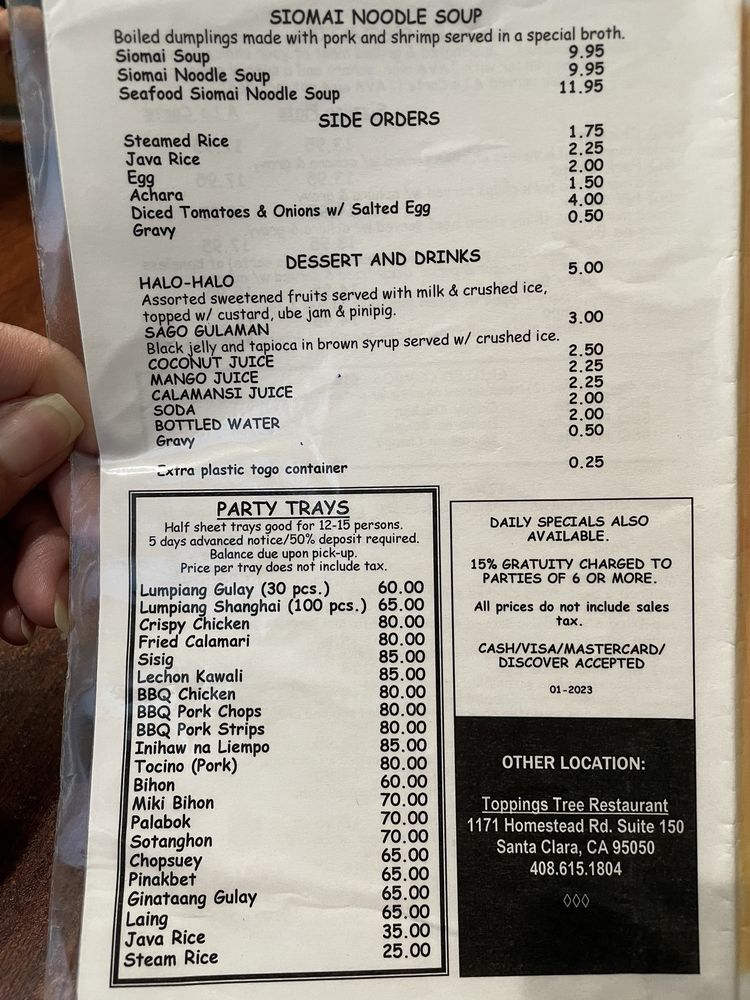 SIOMAI NOODLE SOUP
Boiled dumplings made with pork and shrimp served in a special broth.
Siomai Soup 9.95
Siomai Noodle Soup 9.95
Seafood Siomai Noodle Soup 11.95
SIDE ORDERS
Steamed Rice 1.75
Java Rice 2.25
Egg 2.00
Achara 1.50
Diced Tomatoes & Onions w/ Salted Egg 4.00
Gravy 0.50
DESSERT AND DRINKS
HALO-HALO 5.00
Assorted sweetened fruits served with milk & crushed ice,
topped w/ custard, ube jam & pinipig.
SAGO GULAMAN 3.00
Black jelly and tapioca in brown syrup served w/ crushed ice.
COCONUT JUICE 2.50
MANGO JUICE 2.25
CALAMANSI JUICE 2.25
SODA 2.00
BOTTLED WATER 2.00
Gravy 0.50
Extra plastic togo container 0.25
PARTY TRAYS
Half sheet trays good for 12-15 persons.
5 days advanced notice/50% deposit required.
Balance due upon pick-up.
Price per tray does not include tax.
Lumpiang Gulay (30 pcs.) 60.00
Lumpiang Shanghai (100 pcs.) 65.00
Crispy Chicken 80.00
Fried Calamari 80.00
Sisig 85.00
Lechon Kawali 85.00
BBQ Chicken 80.00
BBQ Pork Chops 80.00
BBQ Pork Strips 80.00
Inihaw na Liempo 85.00
Tocino (Pork) 80.00
Bihon 60.00
Miki Bihon 70.00
Palabok 70.00
Sotanghon 70.00
Chopsuey 65.00
Pinakbet 65.00
Ginataang Gulay 65.00
Laing 65.00
Java Rice 35.00
Steam Rice 25.00
DAILY SPECIALS ALSO
AVAILABLE.
15% GRATUITY CHARGED TO
PARTIES OF 6 OR MORE.
All prices do not include sales
tax.
CASH/VISA/MASTERCARD/
DISCOVER ACCEPTED
01-2023
OTHER LOCATION:
Toppings Tree Restaurant
1171 Homestead Rd. Suite 150
Santa Clara, CA 95050
408.615.1804